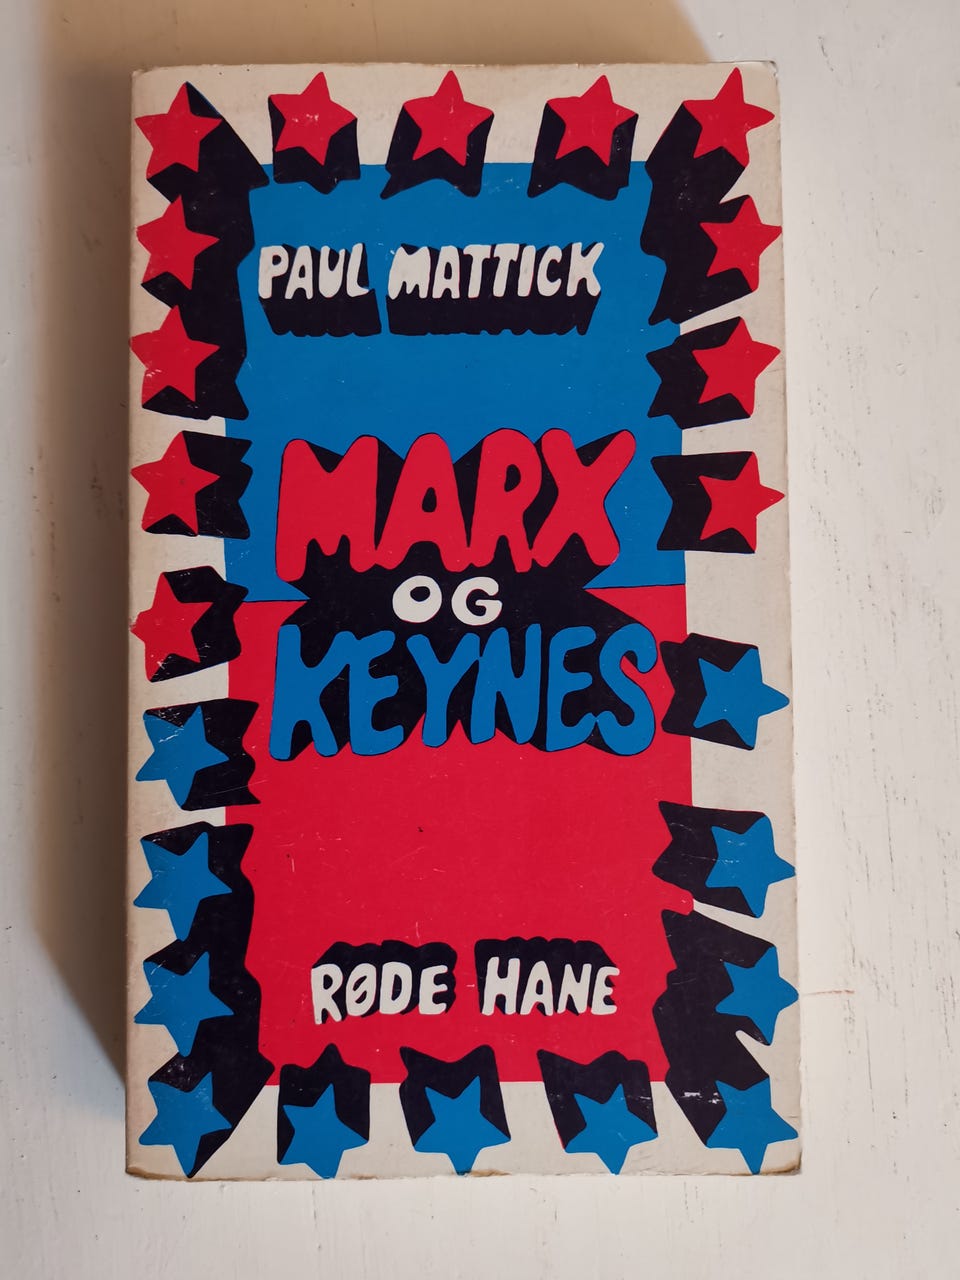 PAUL MATTICK
MARX
OG
KEYNES
RØDE HANE